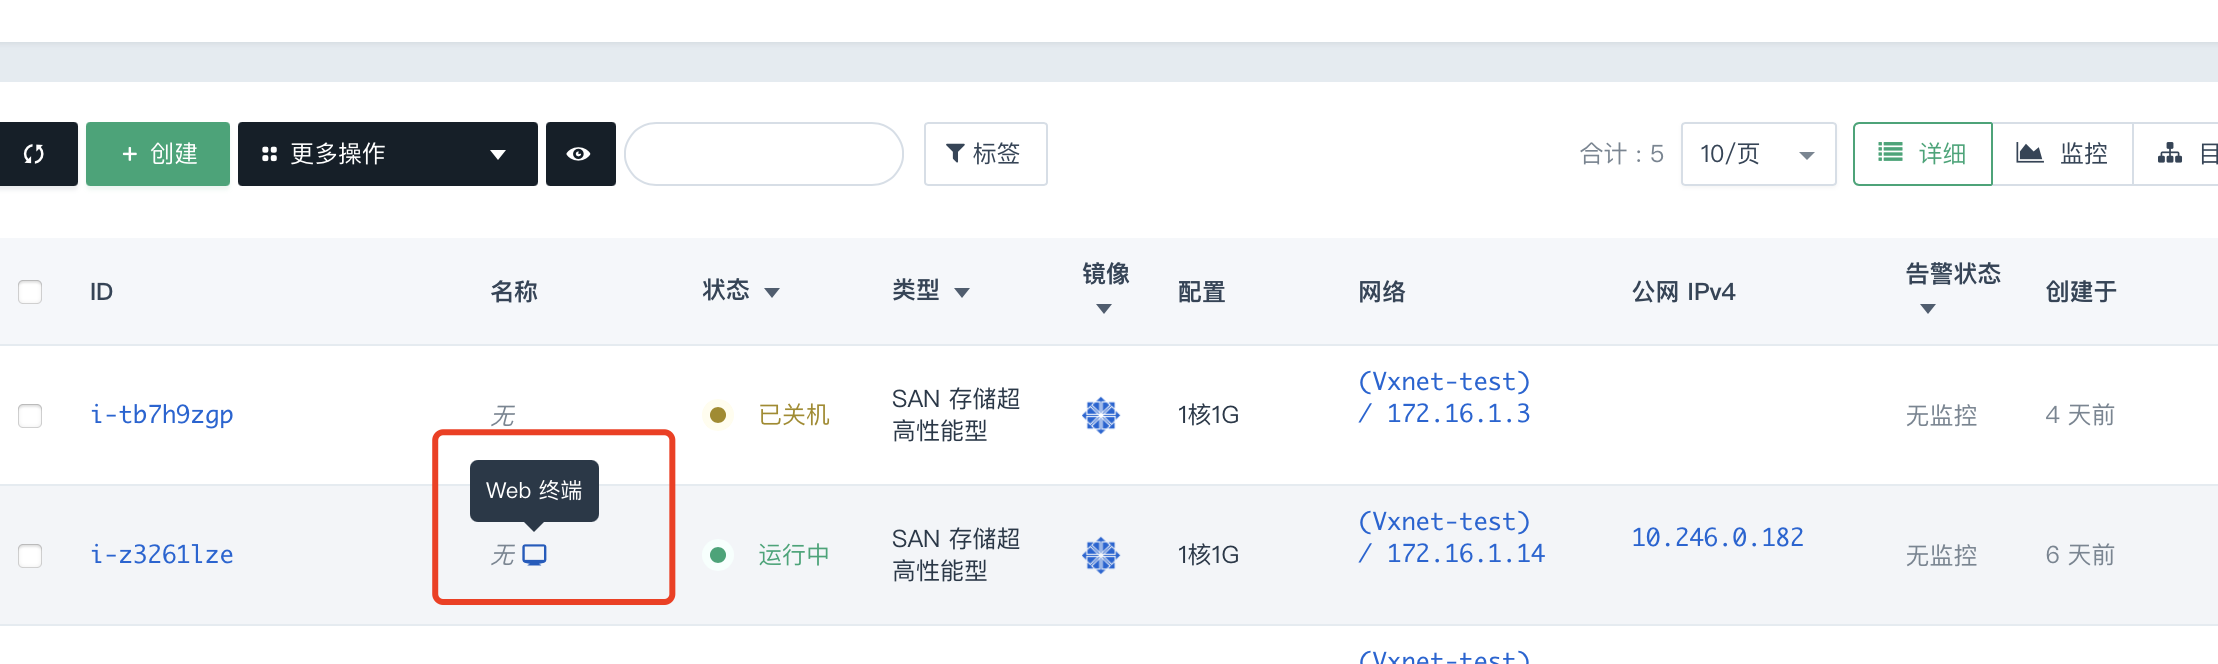 + 创建
更多操作
标签
合计：5
10/页
详细
监控
目
ID
名称
状态
类型
镜像
配置
网络
公网 IPv4
告警状态
创建于
i-tb7h9zgp
无
已关机
SAN 存储超
高性能型
1核1G
(Vxnet-test)
/ 172.16.1.3
无监控
4 天前
Web 终端
i-z3261lze
无
运行中
SAN 存储超
高性能型
1核1G
(Vxnet-test)
/ 172.16.1.14
10.246.0.182
无监控
6 天前
(Vxnet-test)